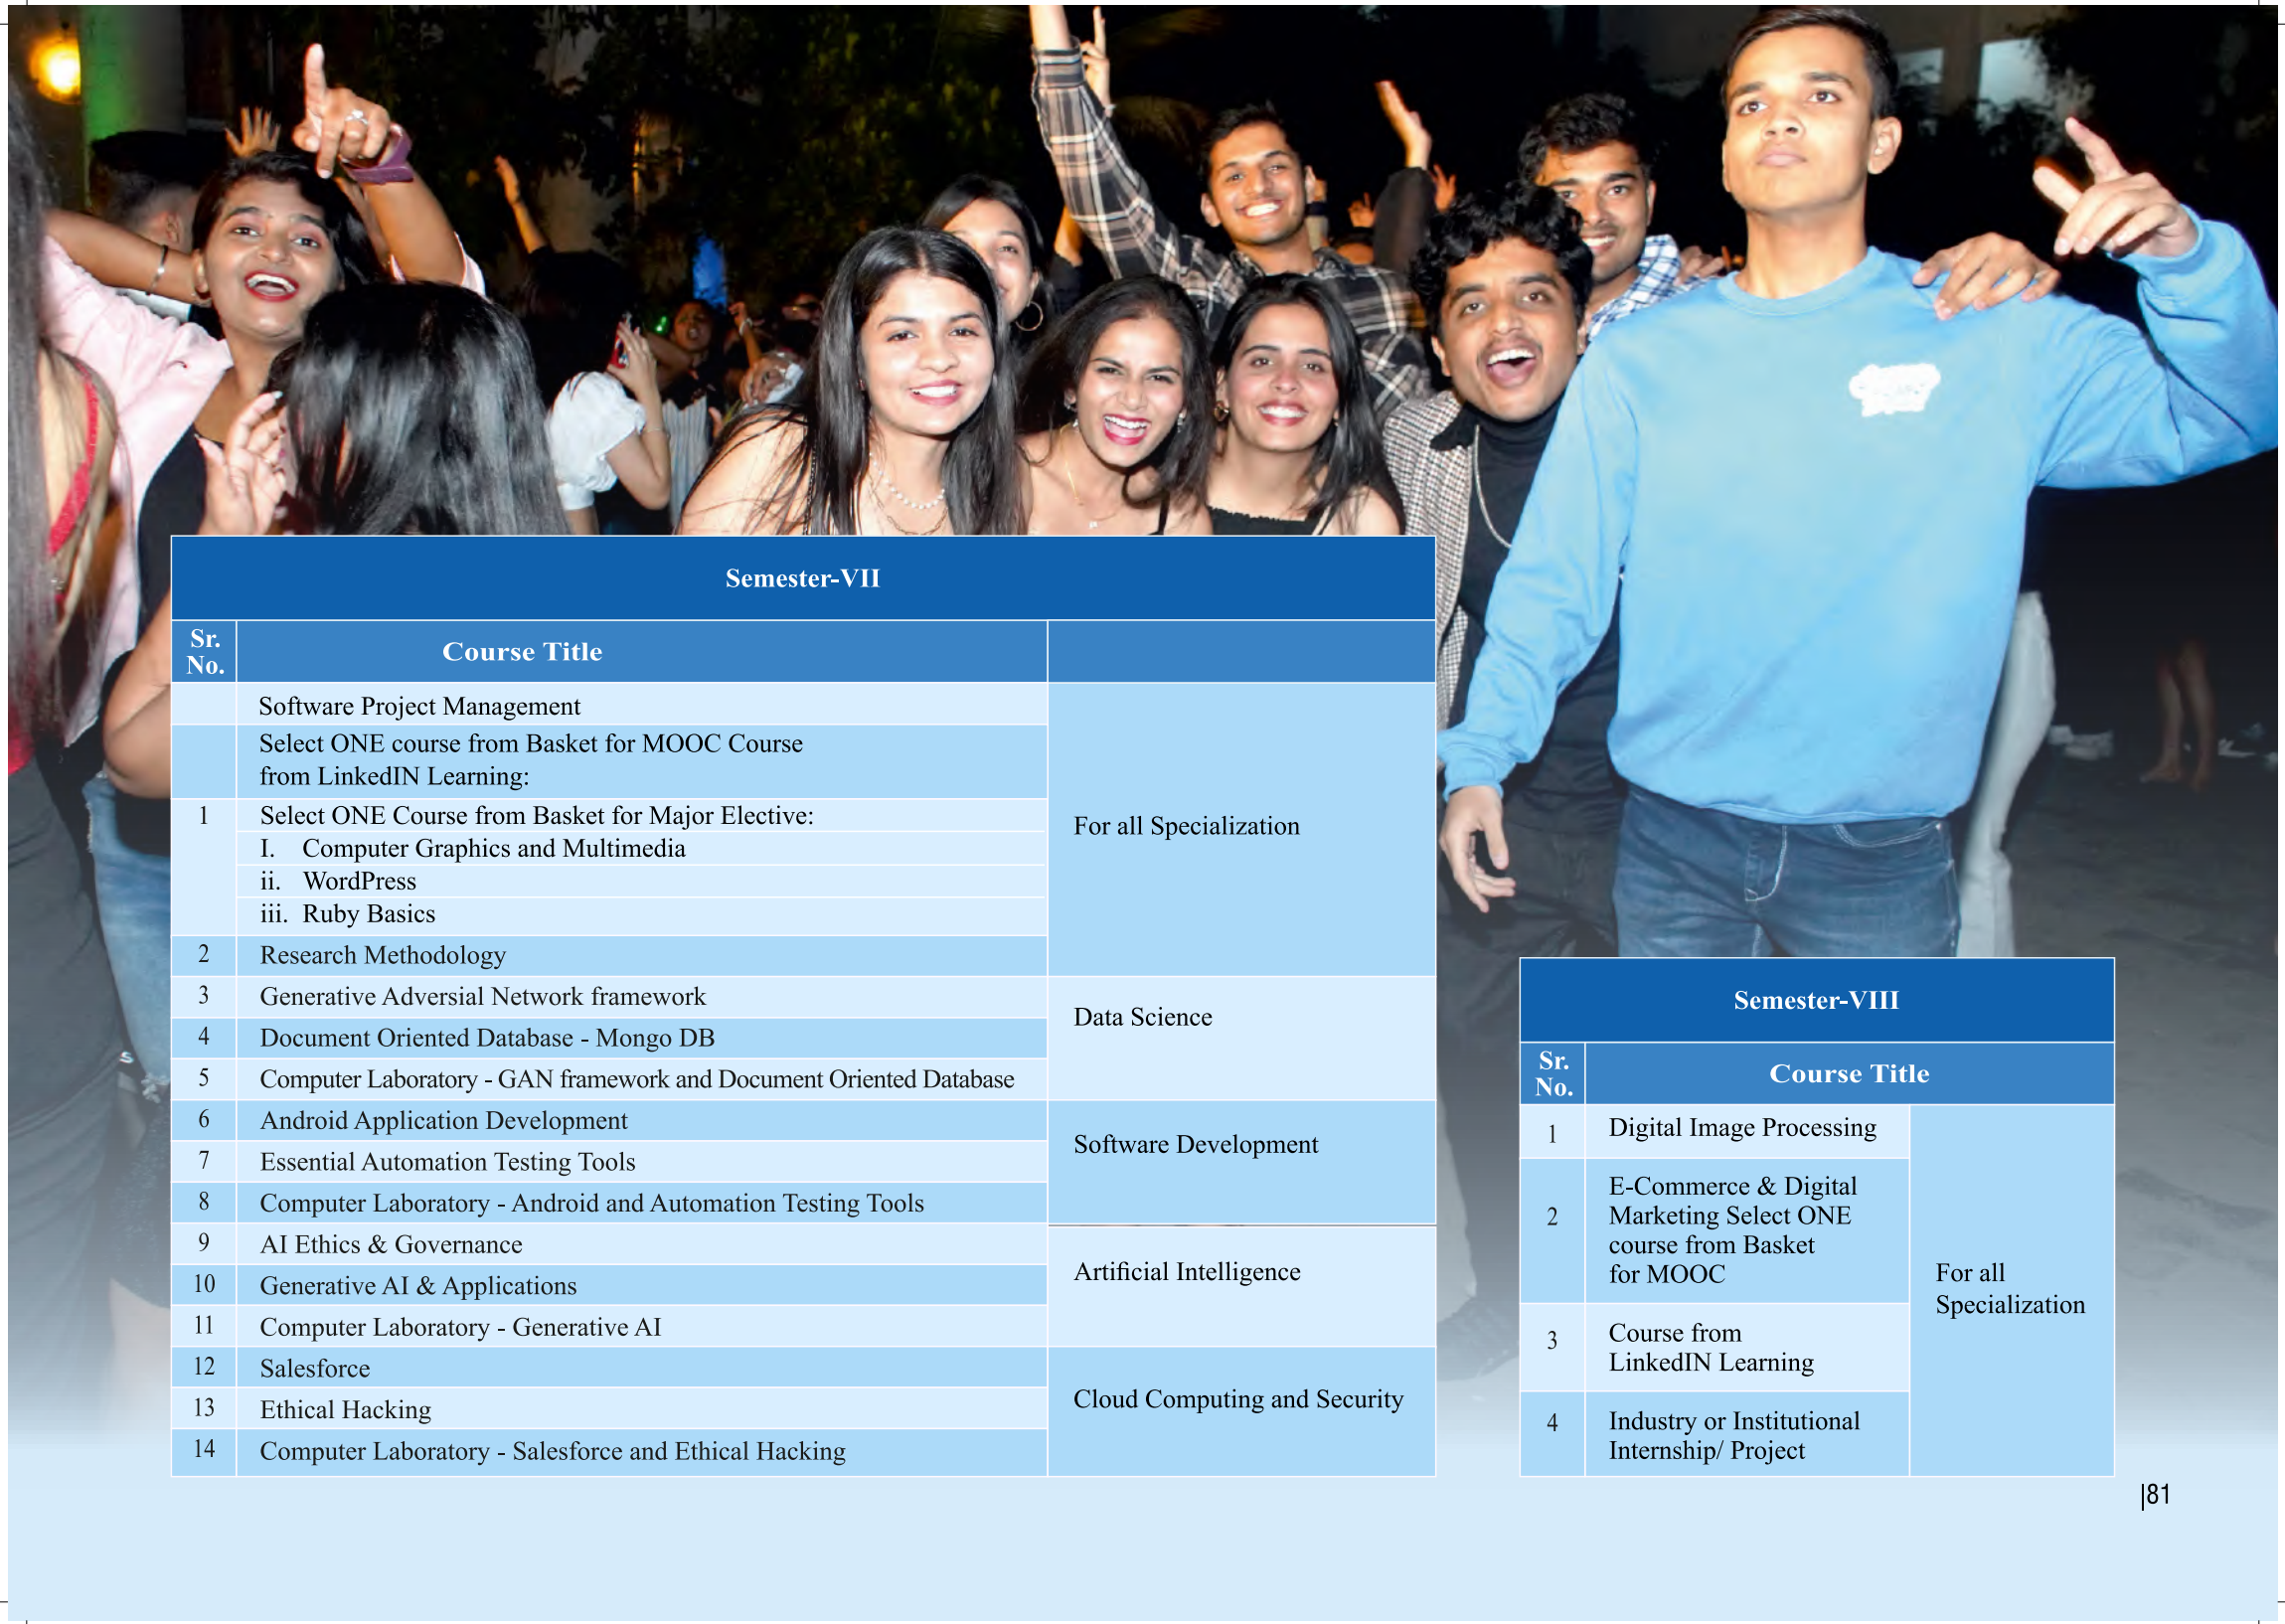 Semester-VII
Sr. No. Course Title
Software Project Management
Select ONE course from Basket for MOOC Course
from LinkedIN Learning:
1 Select ONE Course from Basket for Major Elective:
I. Computer Graphics and Multimedia
ii. WordPress
iii. Ruby Basics
For all Specialization
2 Research Methodology
3 Generative Adversial Network framework
4 Document Oriented Database - Mongo DB
Data Science
5 Computer Laboratory - GAN framework and Document Oriented Database
6 Android Application Development
7 Essential Automation Testing Tools
Software Development
8 Computer Laboratory - Android and Automation Testing Tools
9 AI Ethics & Governance
10 Generative AI & Applications
Artificial Intelligence
11 Computer Laboratory - Generative AI
12 Salesforce
13 Ethical Hacking
Cloud Computing and Security
14 Computer Laboratory - Salesforce and Ethical Hacking
Semester-VIII
Sr. No. Course Title
1 Digital Image Processing
2 E-Commerce & Digital
Marketing Select ONE
course from Basket
for MOOC
3 Course from
LinkedIN Learning
4 Industry or Institutional
Internship/ Project
For all
Specialization
|81